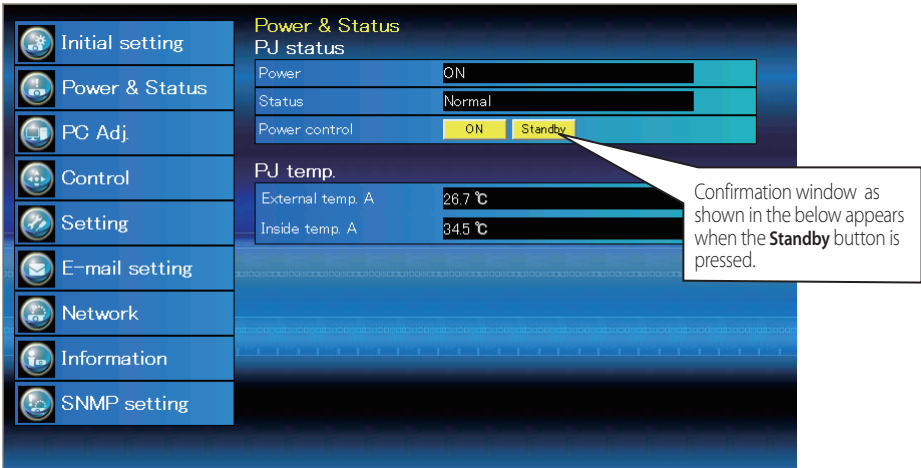 Initial setting
Power & Status
PC Adj.
Control
Setting
E-mail setting
Network
Information
SNMP setting
Power & Status
PJ status
Power ON
Status Normal
Power control ON Standby
PJ temp.
External temp. A 26.7 ℃
Inside temp. A 34.5 ℃
Confirmation window as
shown in the below appears
when the Standby button is
pressed.